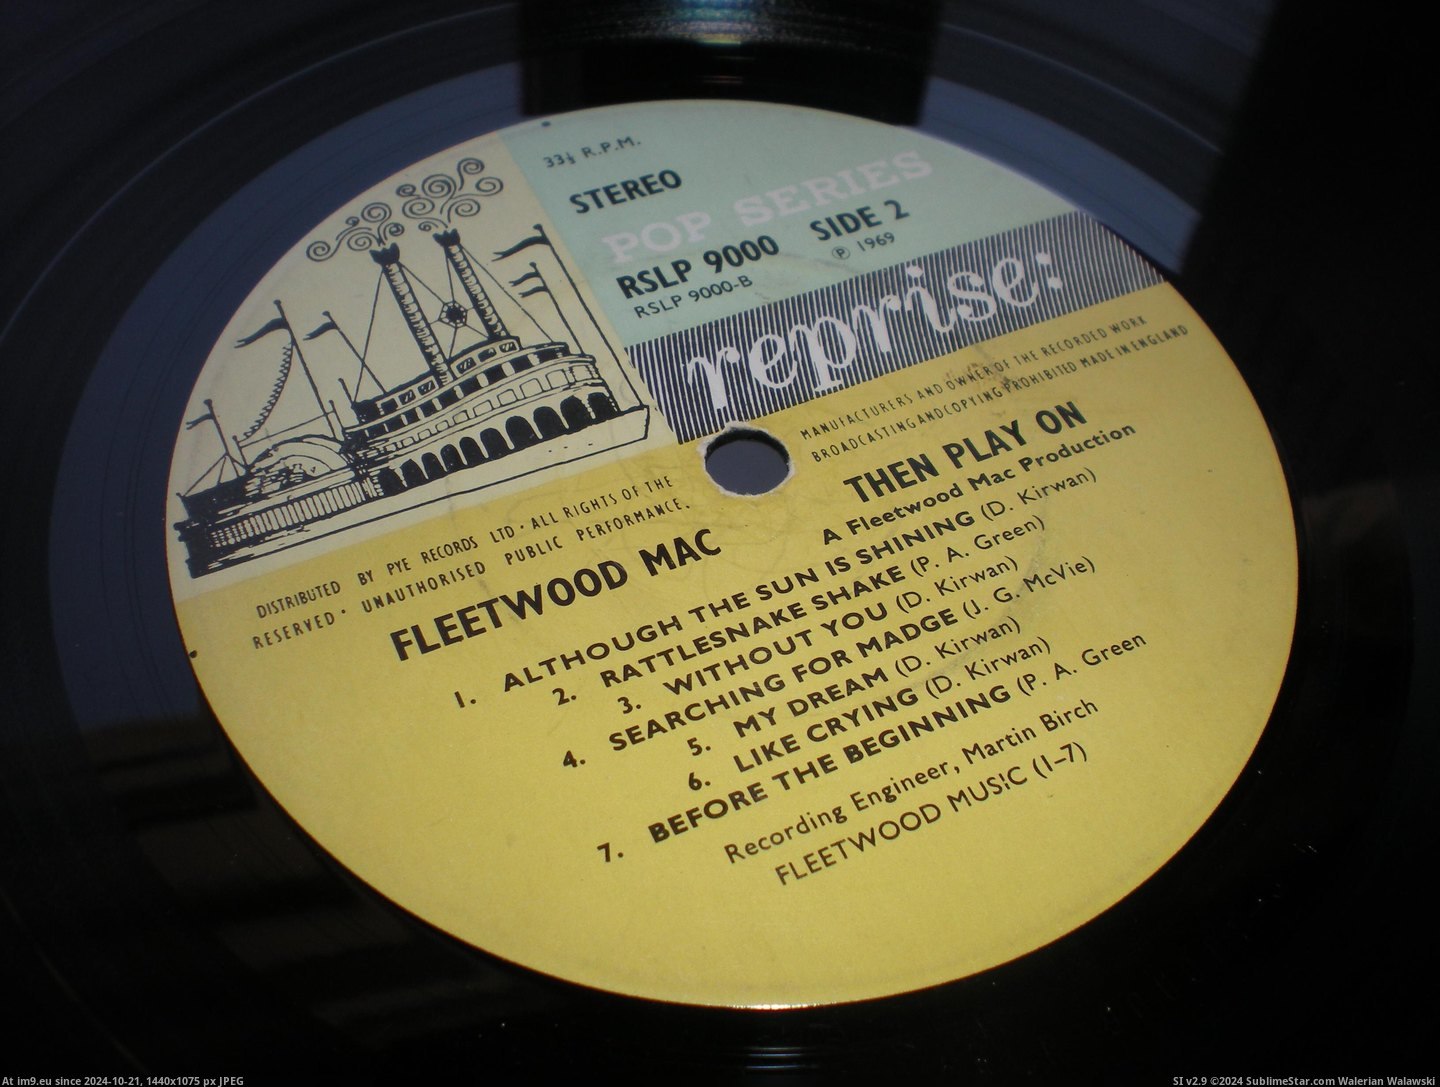 33⅓ R.P.M.
STEREO
POP SERIES
RSLP 9000 SIDE 2
RSLP 9000-B ℗ 1969
reprise:
MANUFACTURERS AND OWNER OF THE RECORDED WORK
BROADCASTING AND COPYING PROHIBITED MADE IN ENGLAND
DISTRIBUTED BY PYE RECORDS LTD · ALL RIGHTS OF THE
RESERVED · UNAUTHORISED PUBLIC PERFORMANCE.
THEN PLAY ON
A Fleetwood Mac Production
FLEETWOOD MAC
1. ALTHOUGH THE SUN IS SHINING (D. Kirwan)
2. RATTLESNAKE SHAKE (P. A. Green)
3. WITHOUT YOU (D. Kirwan)
4. SEARCHING FOR MADGE (J. G. McVie)
5. MY DREAM (D. Kirwan)
6. LIKE CRYING (D. Kirwan)
7. BEFORE THE BEGINNING (P. A. Green
Recording Engineer, Martin Birch
FLEETWOOD MUSIC (1-7)
At im9.eu since 2024-10-21, 1440x1075 px JPEG
SI v2.9 ©2024 SublimeStar.com Walerian Walawski